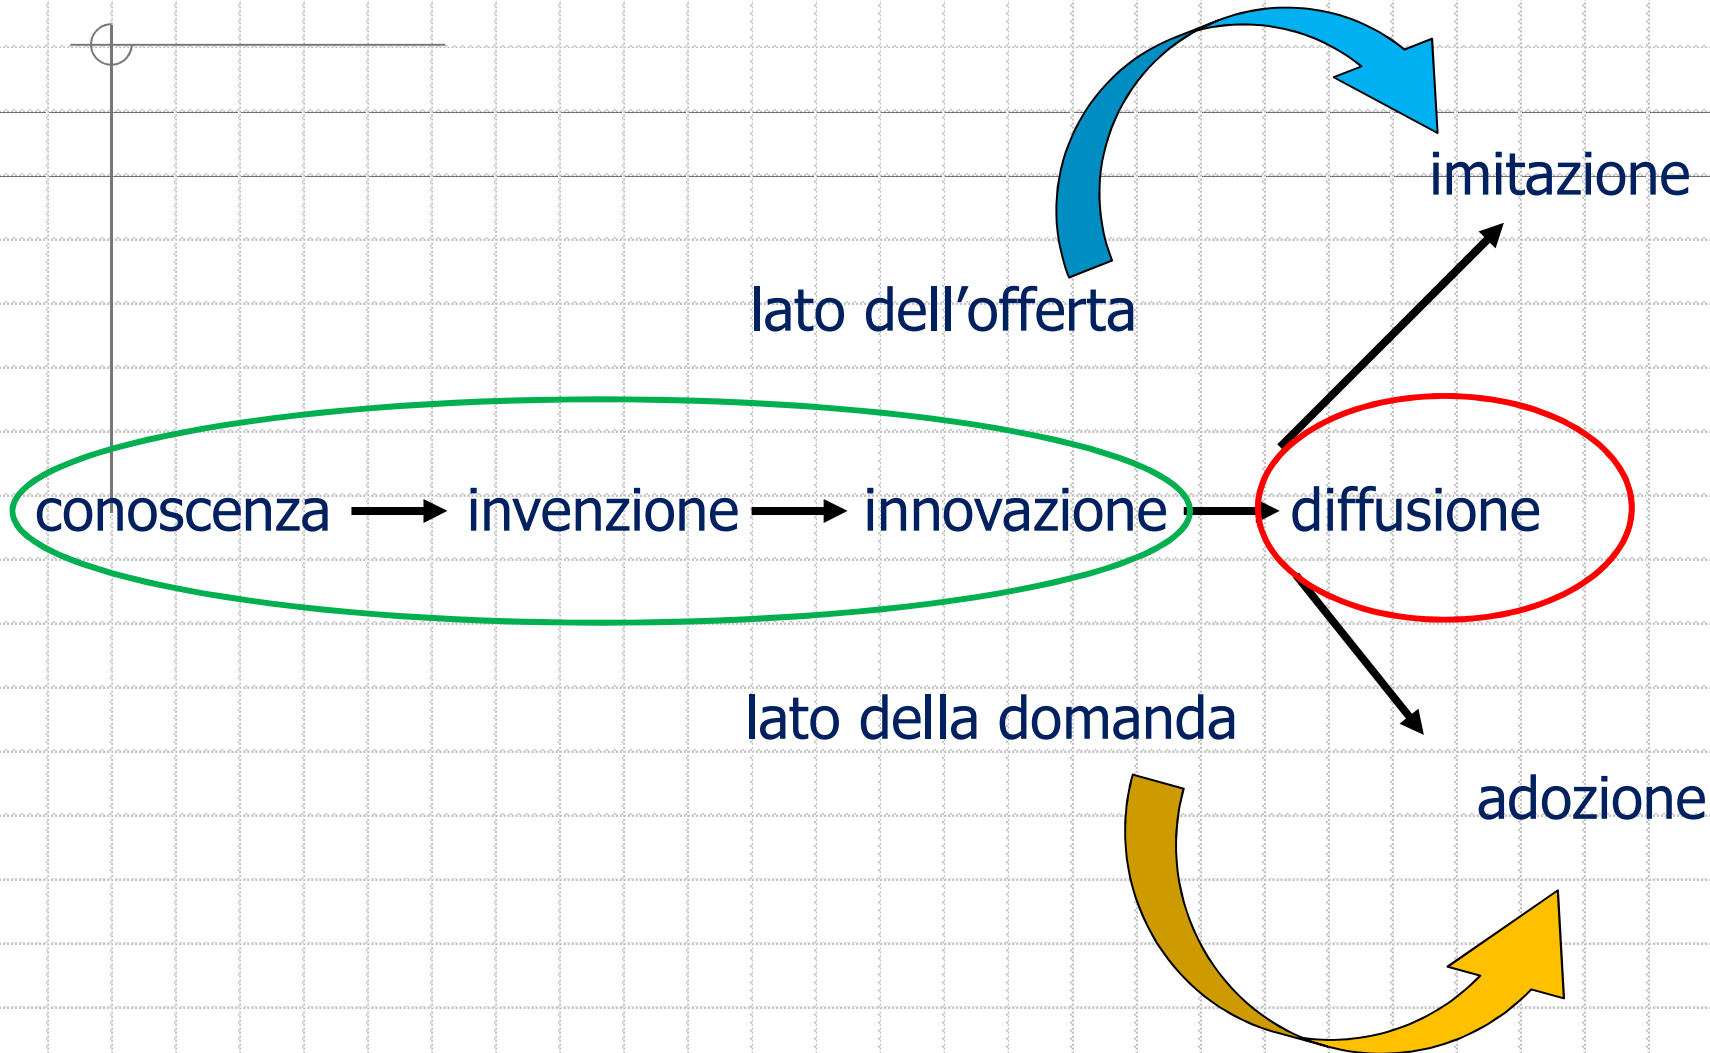 imitazione
lato dell’offerta
conoscenza invenzione innovazione diffusione
lato della domanda
adozione